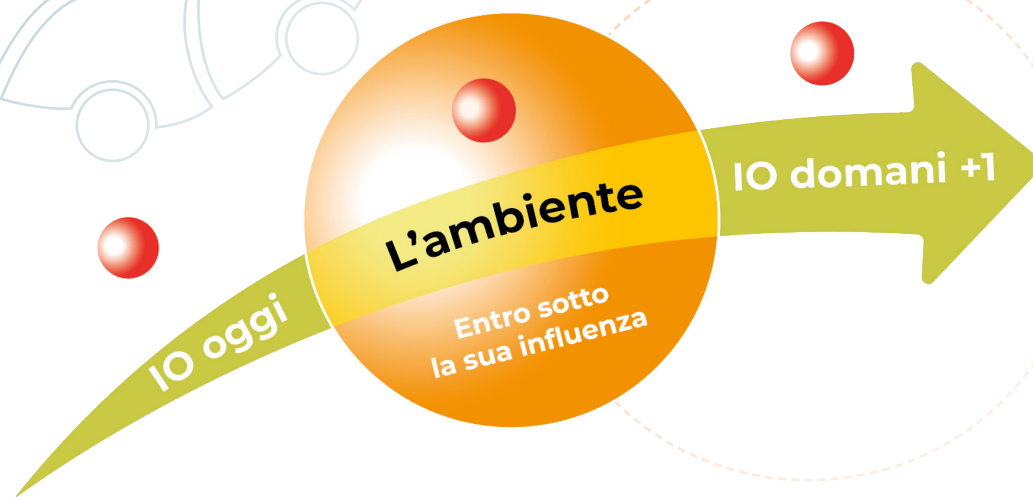 IO oggi
L'ambiente
Entro sotto
la sua influenza
IO domani +1